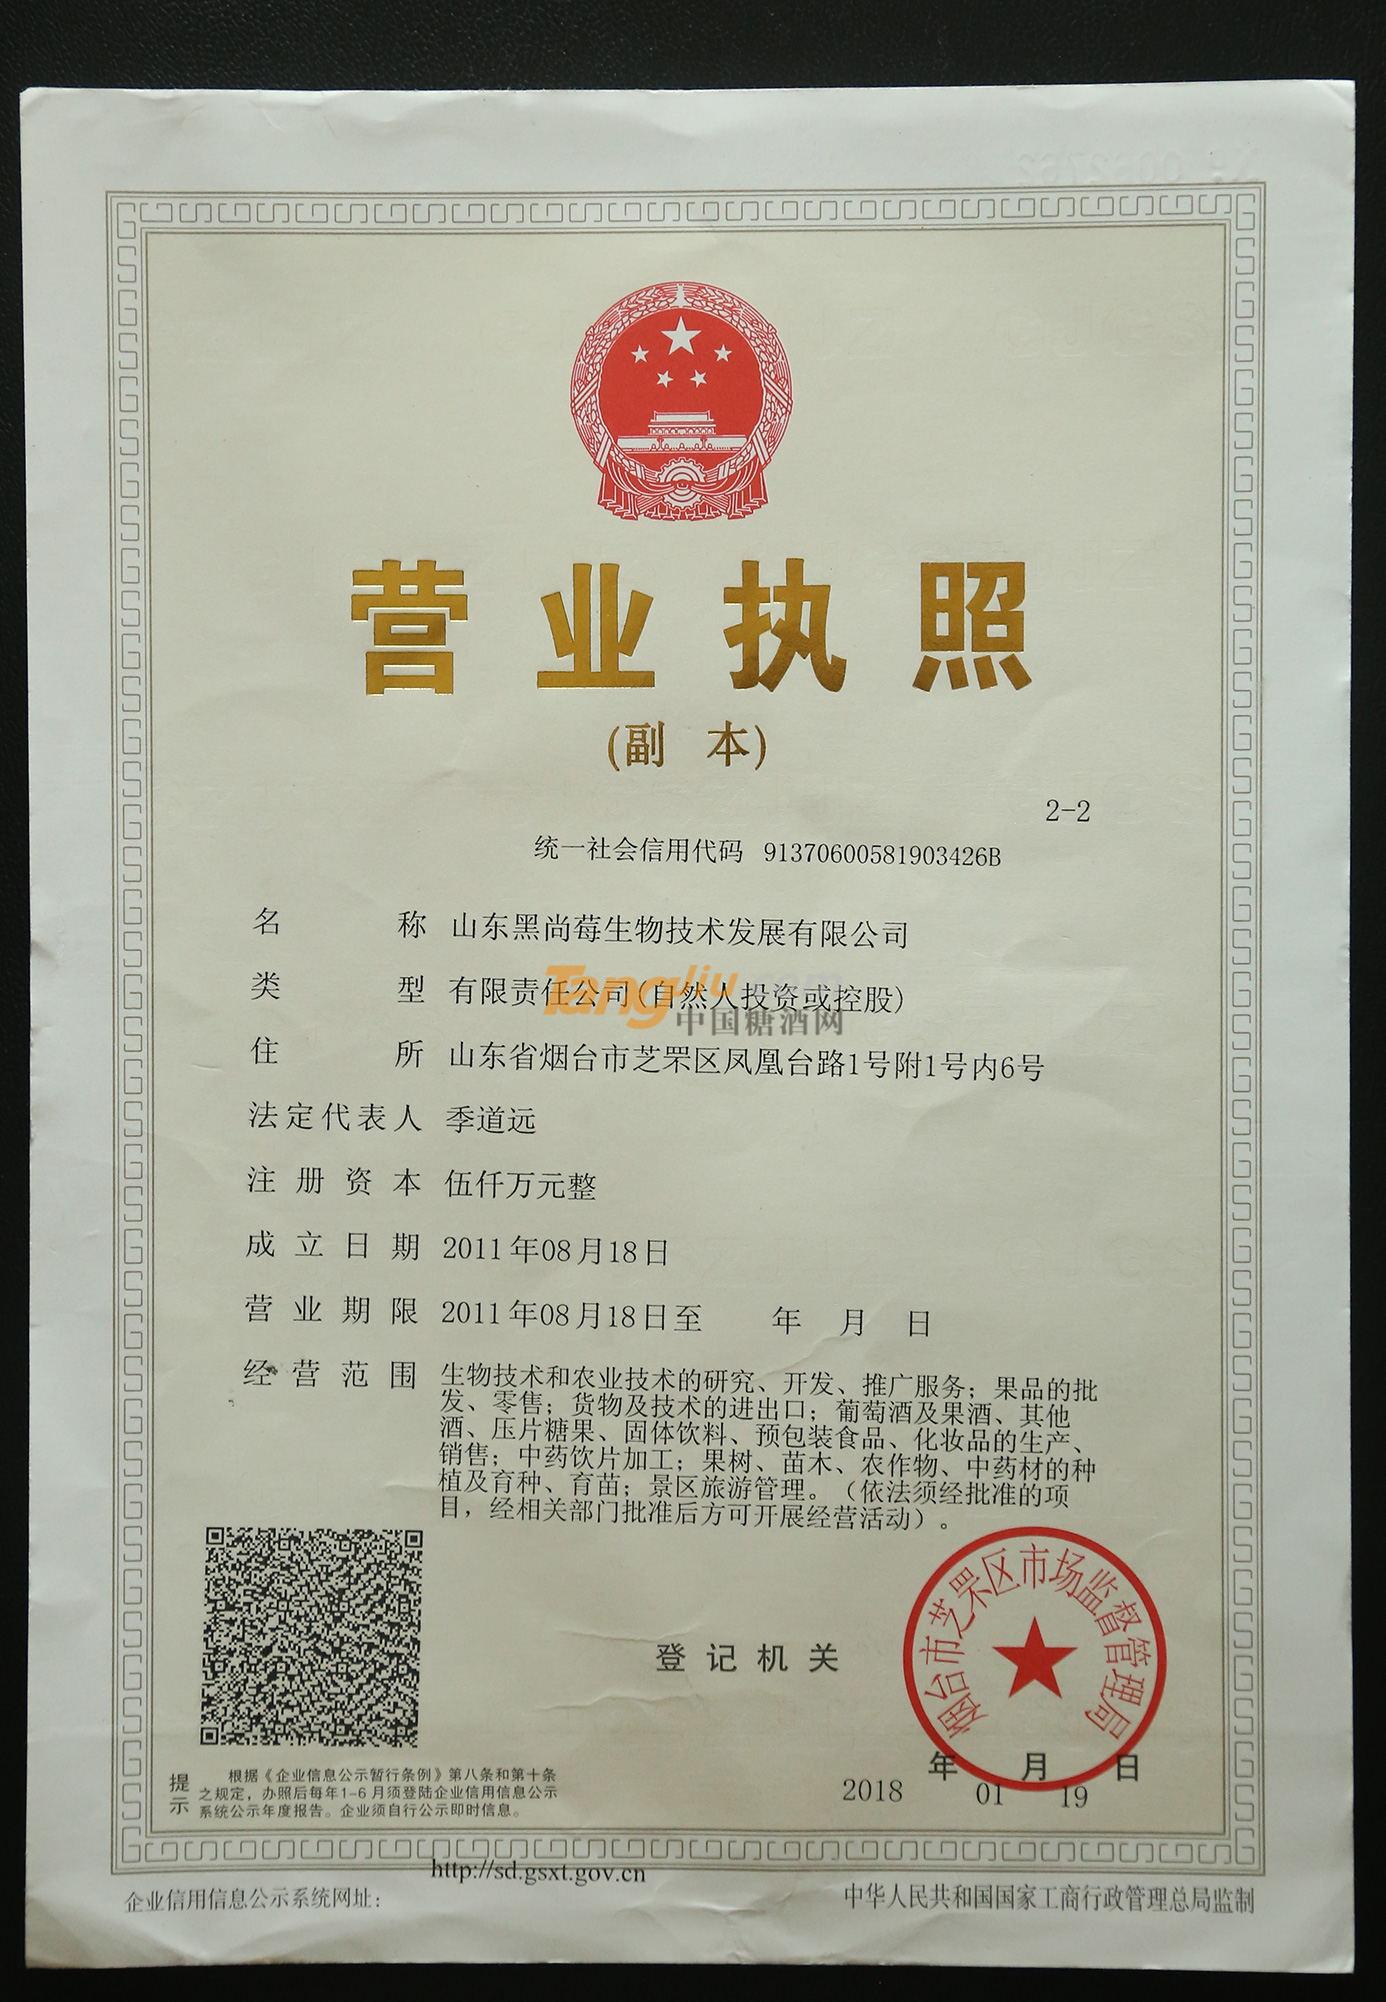 营业执照
(副 本)
2-2
统一社会信用代码 91370600581903426B
名称 山东黑尚莓生物技术发展有限公司
类型 有限责任公司(自然人投资或控股)
Tangjiu.com
中国糖酒网
住所 山东省烟台市芝罘区凤凰台路1号附1号内6号
法定代表人 季道远
注册资本 伍仟万元整
成立日期 2011年08月18日
营业期限 2011年08月18日至 年 月 日
经营范围 生物技术和农业技术的研究、开发、推广服务；果品的批
发、零售；货物及技术的进出口；葡萄酒及果酒、其他
酒、压片糖果、固体饮料、预包装食品、化妆品的生产、
销售；中药饮片加工；果树、苗木、农作物、中药材的种
植及育种、育苗；景区旅游管理。（依法须经批准的项
目，经相关部门批准后方可开展经营活动）。
登记机关
烟台市芝罘区市场监督管理局
年 月 日
2018 01 19
提示
根据《企业信息公示暂行条例》第八条和第十条
之规定，办照后每年1-6月须登陆企业信用信息公示
系统公示年度报告。企业须自行公示即时信息。
http://sd.gsxt.gov.cn
企业信用信息公示系统网址：
中华人民共和国国家工商行政管理总局监制